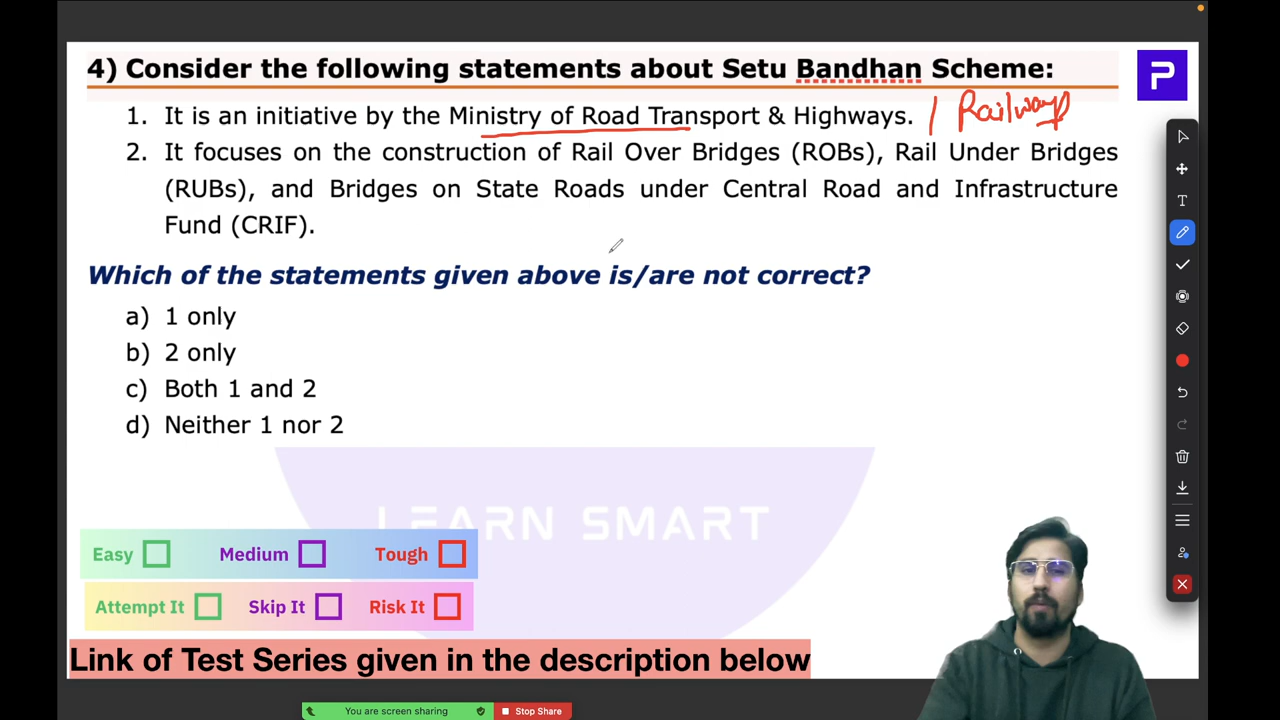 4) Consider the following statements about Setu Bandhan Scheme:
1. It is an initiative by the Ministry of Road Transport & Highways. / Railways
2. It focuses on the construction of Rail Over Bridges (ROBs), Rail Under Bridges
(RUBs), and Bridges on State Roads under Central Road and Infrastructure
Fund (CRIF).
Which of the statements given above is/are not correct?
a) 1 only
b) 2 only
c) Both 1 and 2
d) Neither 1 nor 2
LEARN SMART
Easy Medium Tough
Attempt It Skip It Risk It
Link of Test Series given in the description below
You are screen sharing Stop Share